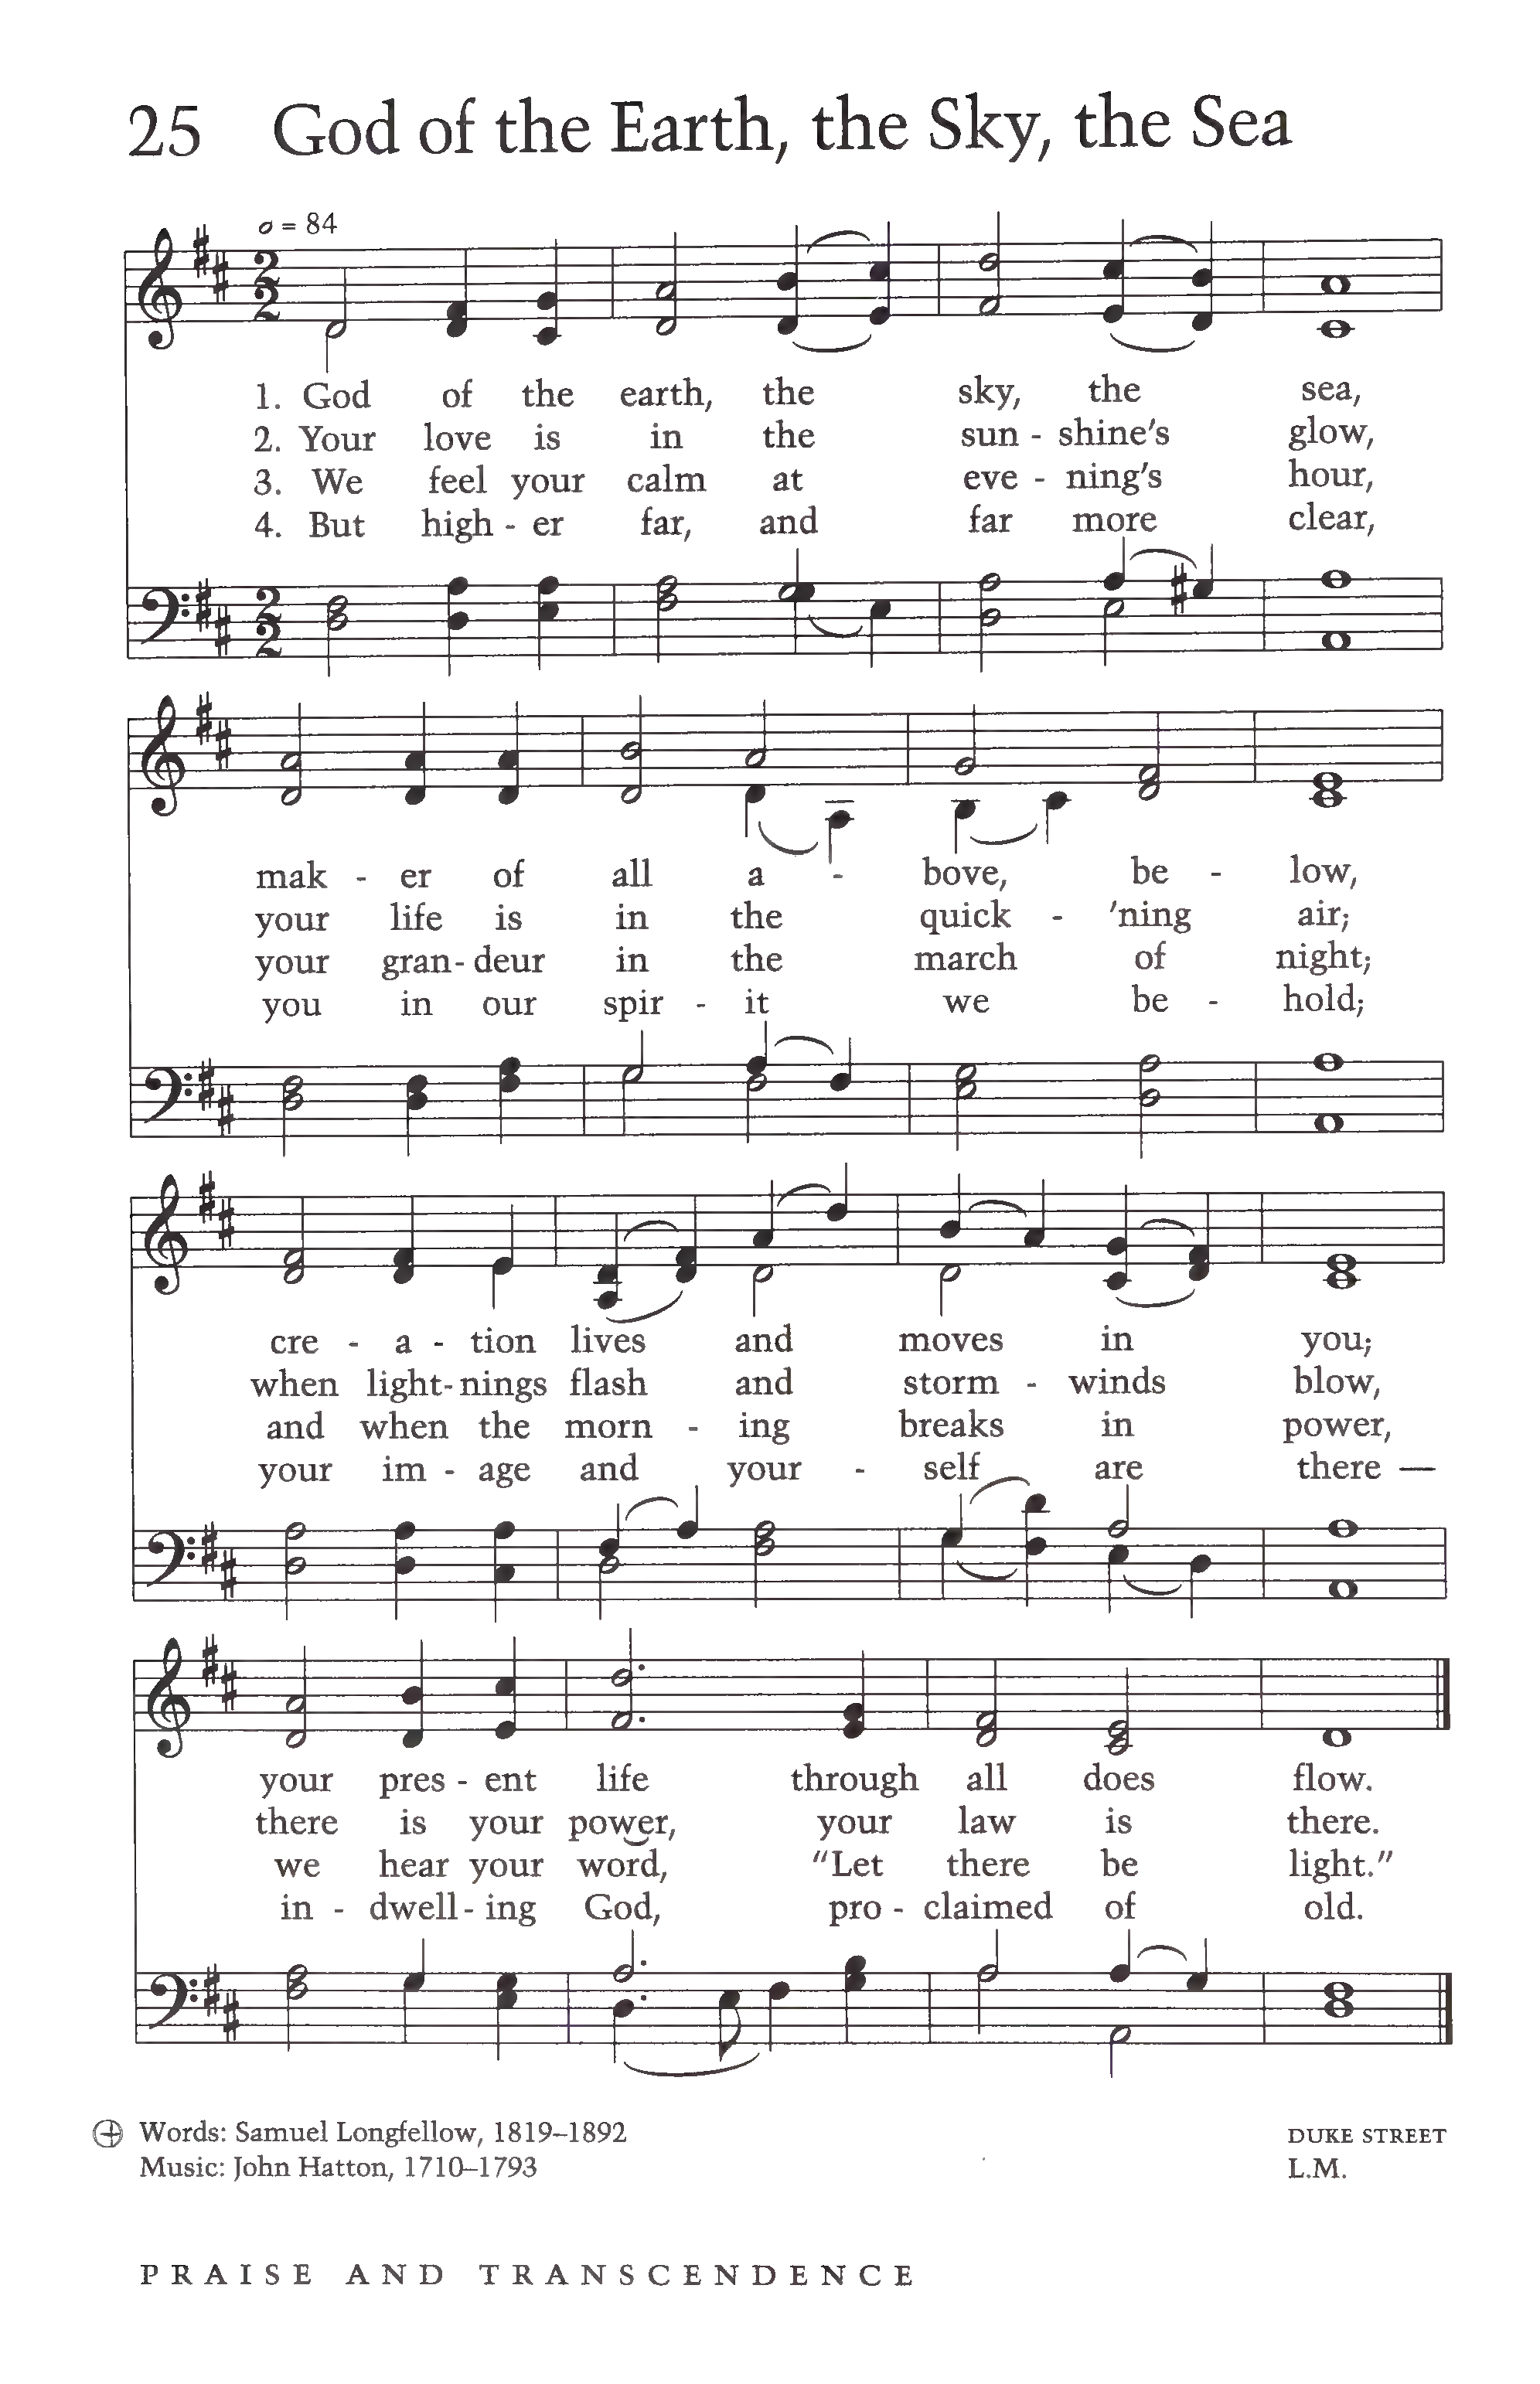 25 God of the Earth, the Sky, the Sea
= 84
2
2
1. God of the earth, the sky, the sea,
2. Your love is in the sun - shine's glow,
3. We feel your calm at eve - ning's hour,
4. But high - er far, and far more clear,
2
2
mak - er of all a - bove, be - low,
your life is in the quick - 'ning air;
your gran - deur in the march of night;
you in our spir - it we be - hold;
cre - a - tion lives and moves in you;
when light - nings flash and storm - winds blow,
and when the morn - ing breaks in power,
your im - age and your - self are there —
your pres - ent life through all does flow.
there is your power, your law is there.
we hear your word, "Let there be light."
in - dwell - ing God, pro - claimed of old.
Words: Samuel Longfellow, 1819–1892
Music: John Hatton, 1710–1793
DUKE STREET
L.M.
PRAISE AND TRANSCENDENCE